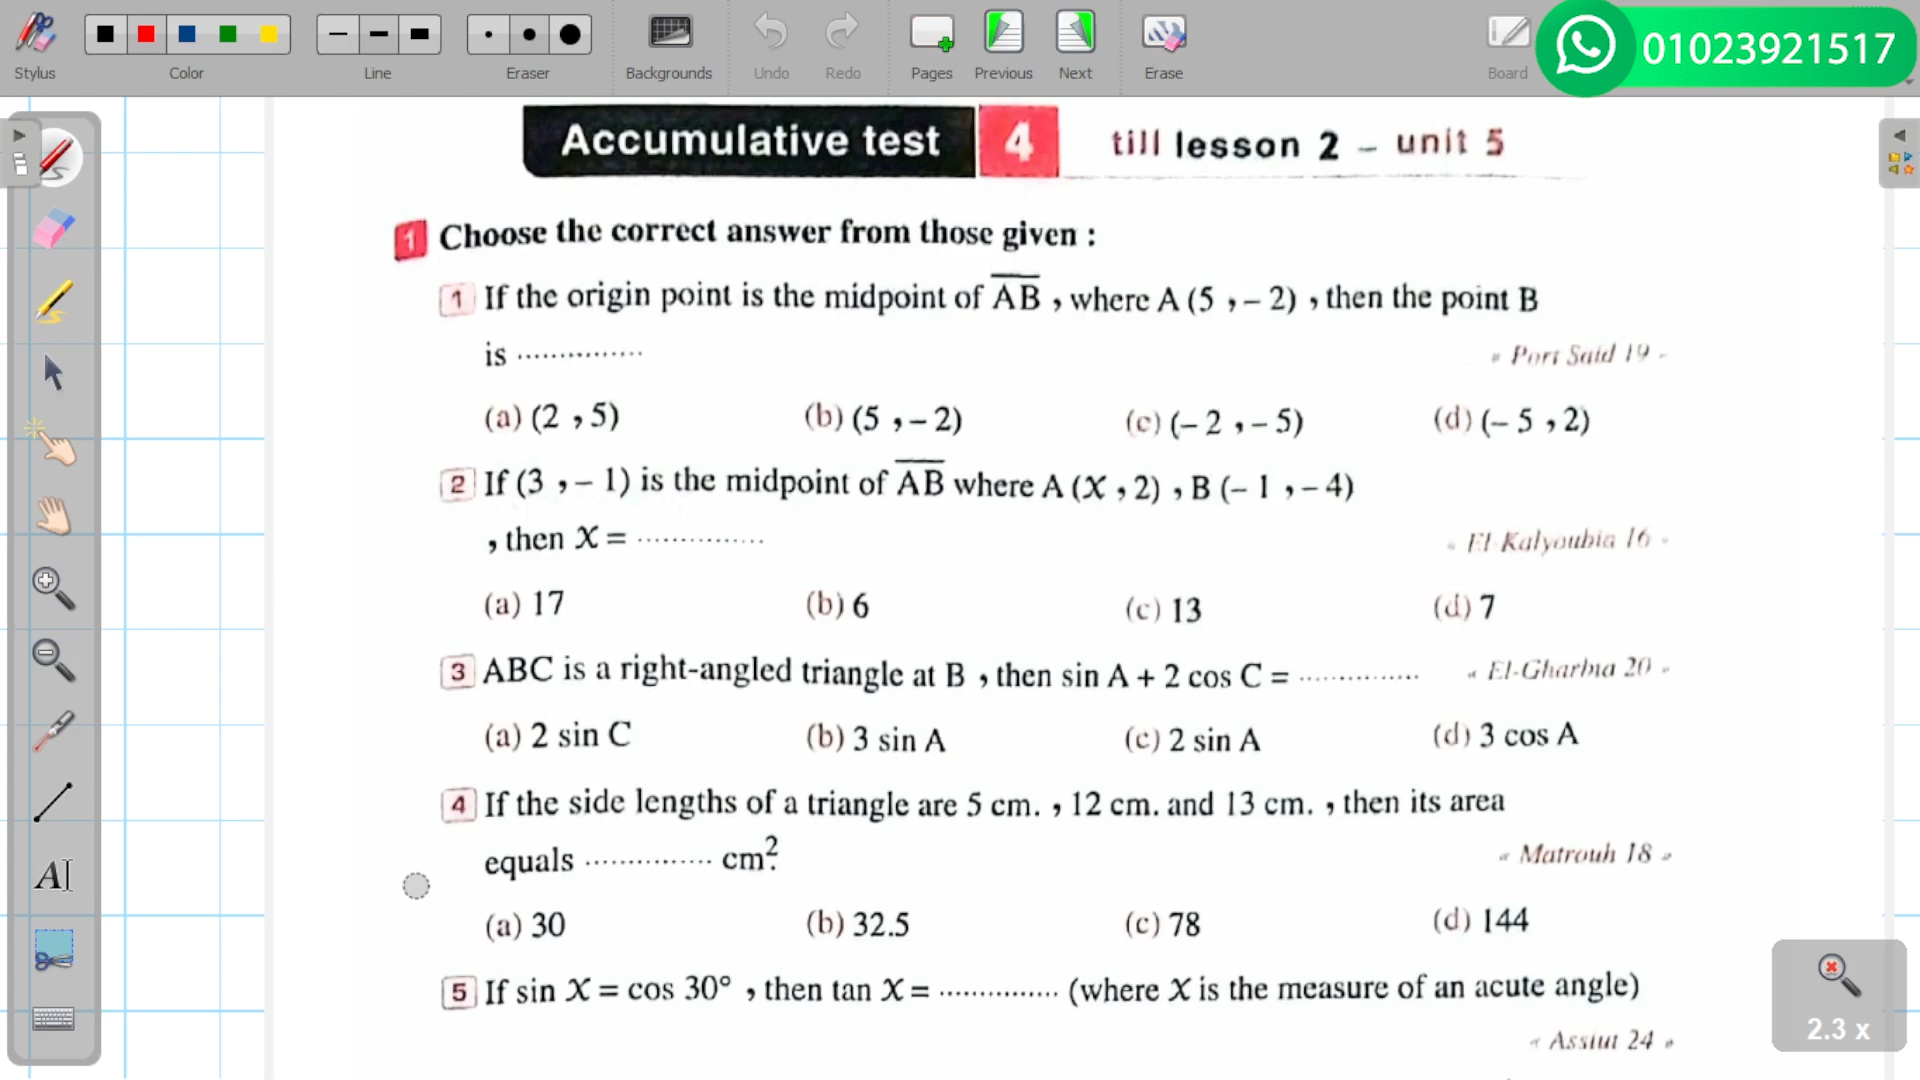 Stylus
Color
Line
Eraser
Backgrounds
Undo
Redo
Pages
Previous
Next
Erase
Board
01023921517
Accumulative test 4 till lesson 2 – unit 5
1 Choose the correct answer from those given :
1 If the origin point is the midpoint of AB , where A (5 , – 2) , then the point B
is ...............
« Port Said 19 »
(a) (2 , 5) (b) (5 , – 2) (c) (– 2 , – 5) (d) (– 5 , 2)
2 If (3 , – 1) is the midpoint of AB where A (X , 2) , B (– 1 , – 4)
, then X = ...............
« El-Kalyoubia 16 »
(a) 17 (b) 6 (c) 13 (d) 7
3 ABC is a right-angled triangle at B , then sin A + 2 cos C = ............... « El-Gharbia 20 »
(a) 2 sin C (b) 3 sin A (c) 2 sin A (d) 3 cos A
4 If the side lengths of a triangle are 5 cm. , 12 cm. and 13 cm. , then its area
equals ............... cm².
« Matrouh 18 »
(a) 30 (b) 32.5 (c) 78 (d) 144
5 If sin X = cos 30° , then tan X = ............... (where X is the measure of an acute angle)
« Assiut 24 »
AI
2.3 x